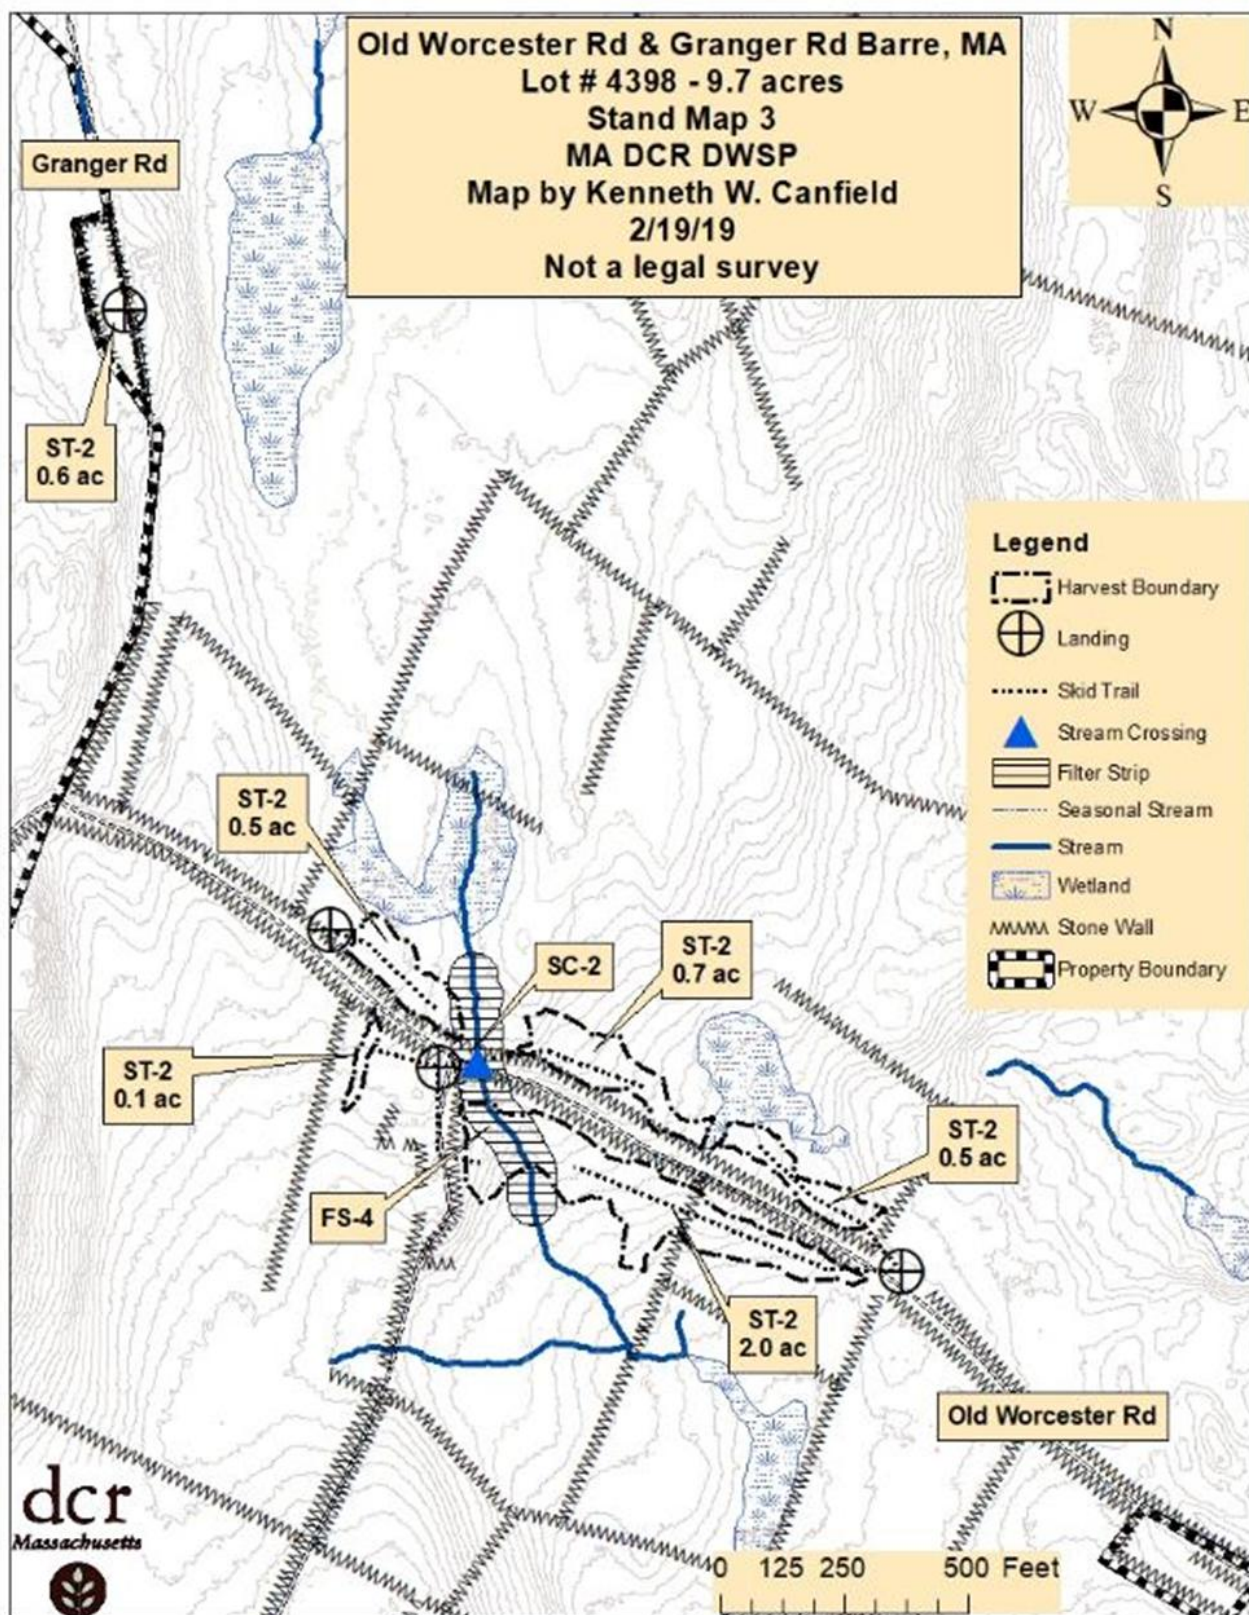 Old Worcester Rd & Granger Rd Barre, MA
Lot # 4398 - 9.7 acres
Stand Map 3
MA DCR DWSP
Map by Kenneth W. Canfield
2/19/19
Not a legal survey
N
W
E
S
Granger Rd
ST-2
0.6 ac
Legend
Harvest Boundary
Landing
Skid Trail
Stream Crossing
Filter Strip
Seasonal Stream
Stream
Wetland
Stone Wall
Property Boundary
ST-2
0.5 ac
SC-2
ST-2
0.7 ac
ST-2
0.1 ac
ST-2
0.5 ac
FS-4
ST-2
2.0 ac
Old Worcester Rd
dcr
Massachusetts
0 125 250 500 Feet